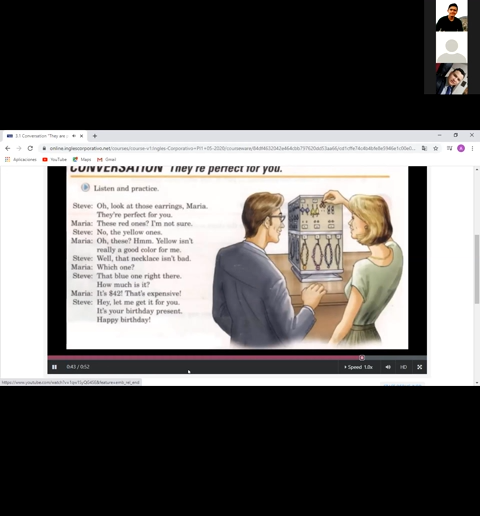 3.1 Conversation "They are
online.inglescorporativo.net/courses/course-v1:Ingles-Corporativo+
Aplicaciones YouTube Maps Gmail
CONVERSATION They're perfect for you.
Listen and practice.
Steve: Oh, look at those earrings, Maria.
They're perfect for you.
Maria: These red ones? I'm not sure.
Steve: No, the yellow ones.
Maria: Oh, these? Hmm. Yellow isn't
really a good color for me.
Steve: Well, that necklace isn't bad.
Maria: Which one?
Steve: That blue one right there.
How much is it?
Maria: It's $42! That's expensive!
Steve: Hey, let me get it for you.
It's your birthday present.
Happy birthday!
0:43 / 0:52 Speed 1.0x HD